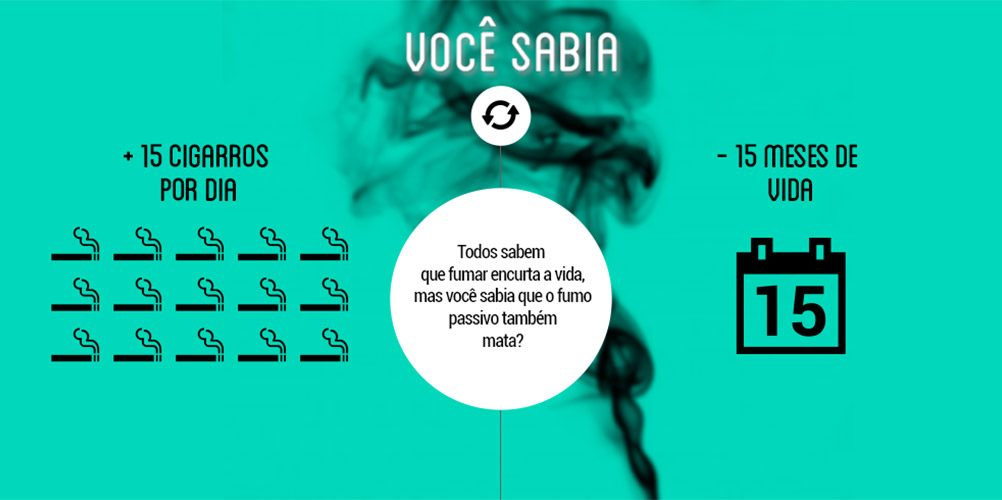 VOCÊ SABIA
+ 15 CIGARROS
POR DIA
Todos sabem
que fumar encurta a vida,
mas você sabia que o fumo
passivo também
mata?
- 15 MESES DE
VIDA
15